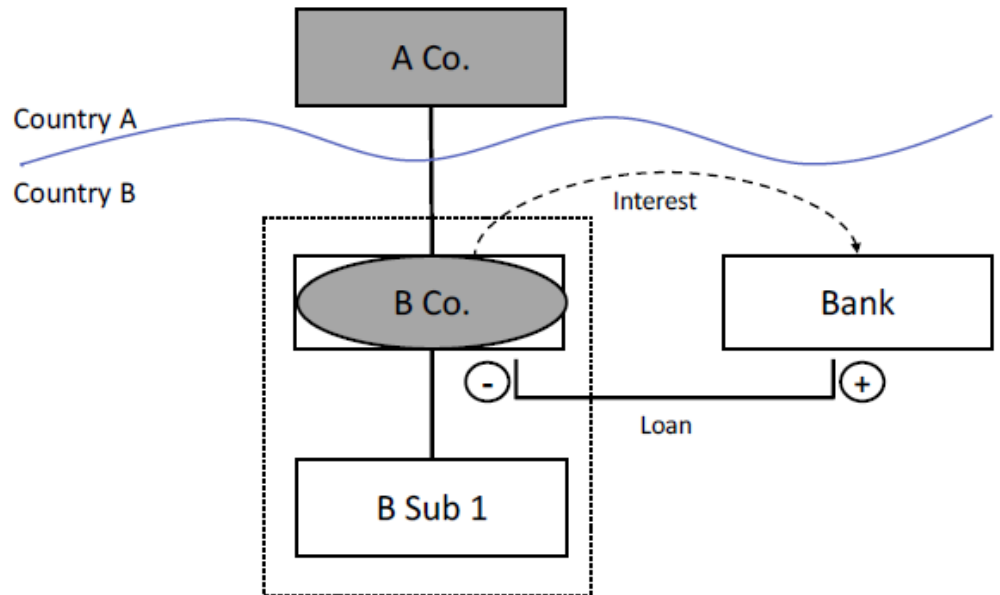 A Co.
Country A
Country B
Interest
B Co.
Bank
-
+
Loan
B Sub 1